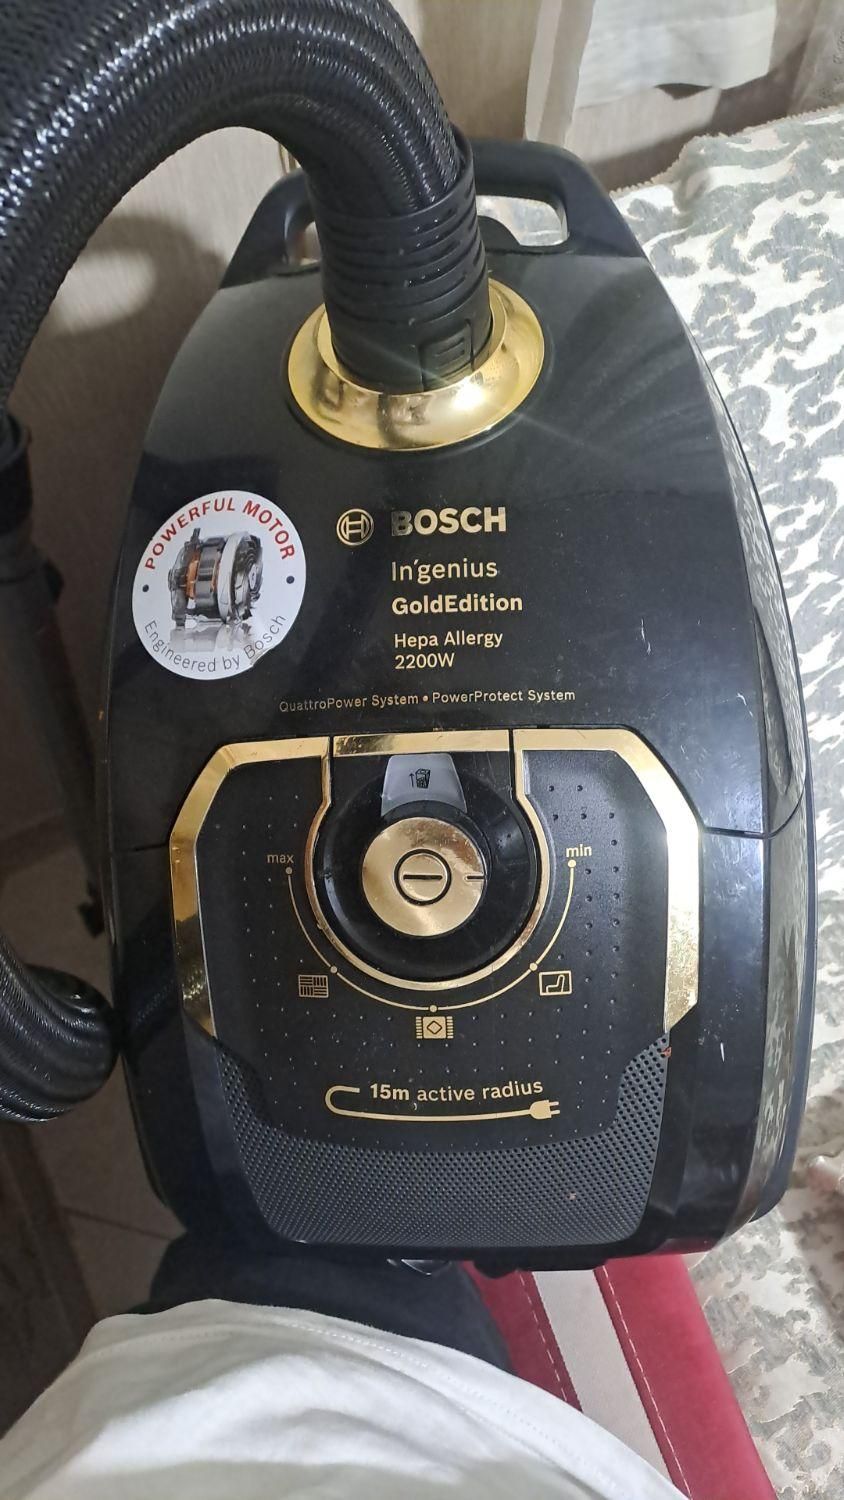 POWERFUL MOTOR
Engineered by Bosch
BOSCH
In'genius
GoldEdition
Hepa Allergy
2200W
QuattroPower System • PowerProtect System
max
min
15m active radius